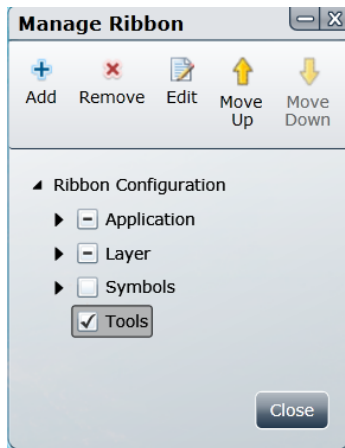 Manage Ribbon
Add Remove Edit Move Up Move Down
Ribbon Configuration
Application
Layer
Symbols
Tools
Close